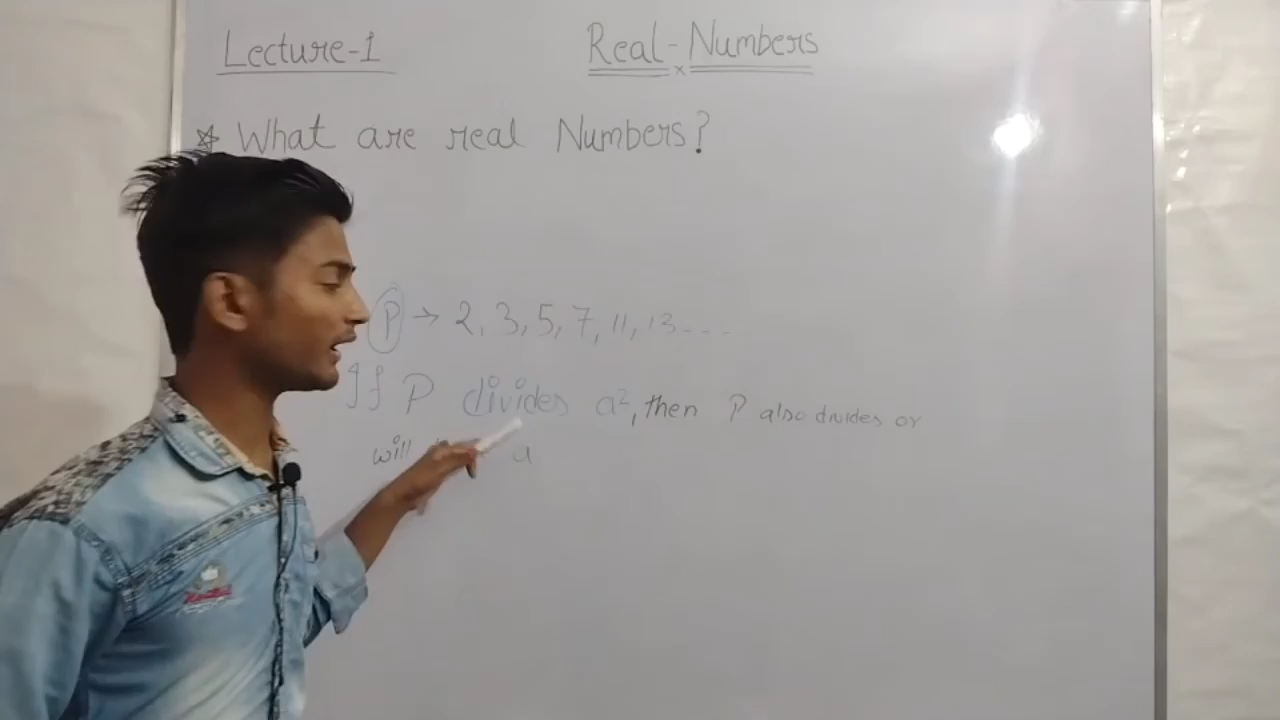 Lecture-1
Real-Numbers
What are real Numbers?
P → 2, 3, 5, 7, 11, 13---
If P divides a², then P also divides or
will a